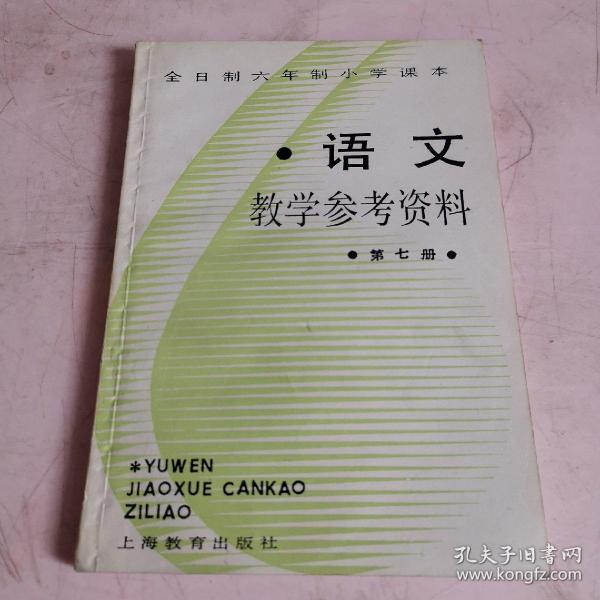 全日制六年制小学课本
•语文
教学参考资料
•第七册•
*YUWEN
JIAOXUE CANKAO
ZILIAO
上海教育出版社
孔夫子旧书网
www.kongfz.com